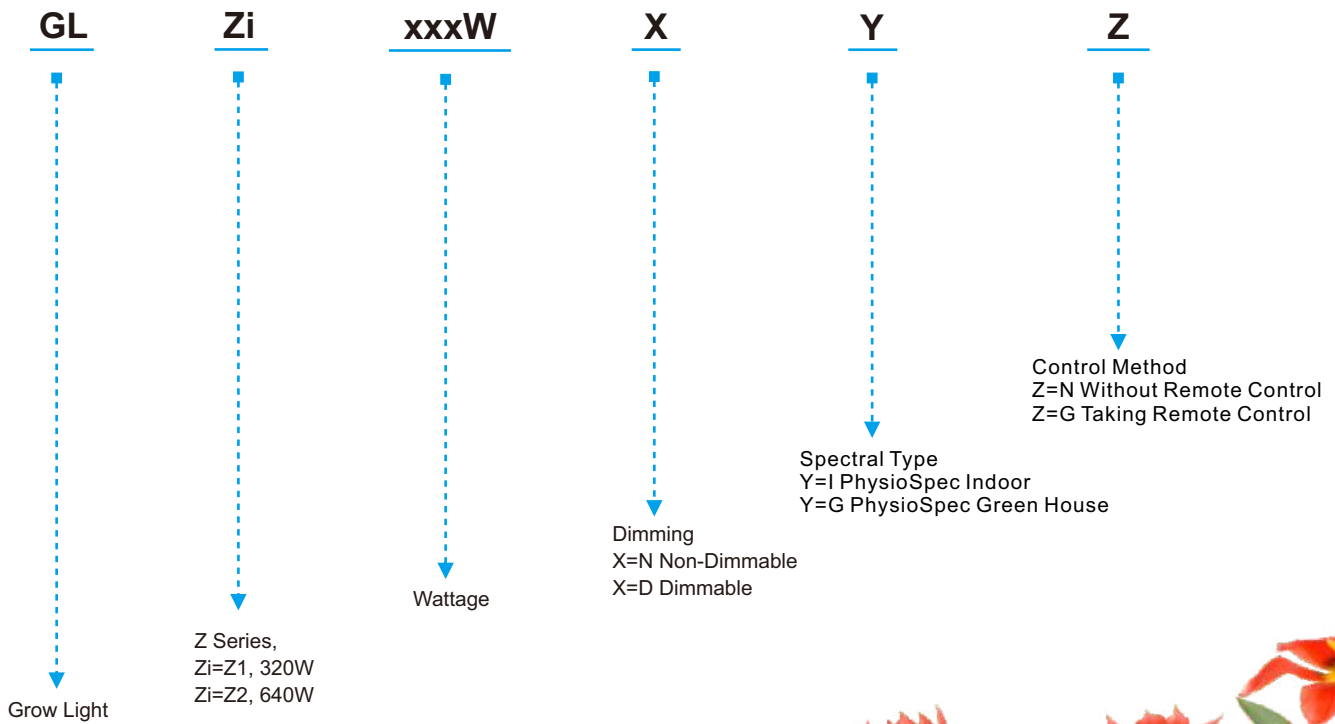 GL Zi xxxW X Y Z
Control Method
Z=N Without Remote Control
Z=G Taking Remote Control
Spectral Type
Y=I PhysioSpec Indoor
Y=G PhysioSpec Green House
Dimming
X=N Non-Dimmable
X=D Dimmable
Wattage
Z Series,
Zi=Z1, 320W
Zi=Z2, 640W
Grow Light